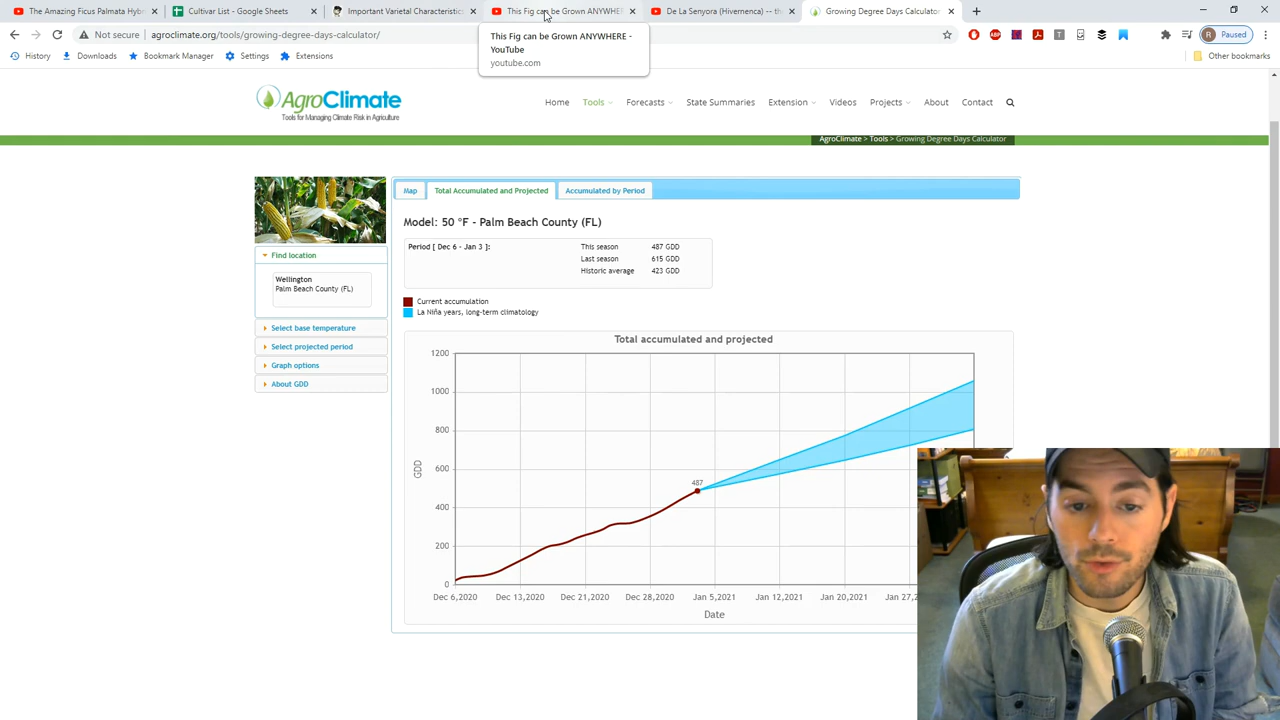 The Amazing Ficus Palmata Hyb
Cultivar List - Google Sheets
Important Varietal Characteristics
This Fig can be Grown ANYWHERE
De La Senyora (Hivernenca) -- th
Growing Degree Days Calculator
Not secure | agroclimate.org/tools/growing-degree-days-calculator/
Paused
History
Downloads
Bookmark Manager
Settings
Extensions
Other bookmarks
This Fig can be Grown ANYWHERE -
YouTube
youtube.com
AgroClimate
Tools for Managing Climate Risk in Agriculture
Home
Tools
Forecasts
State Summaries
Extension
Videos
Projects
About
Contact
AgroClimate > Tools > Growing Degree Days Calculator
Map
Total Accumulated and Projected
Accumulated by Period
Find location
Wellington
Palm Beach County (FL)
Select base temperature
Select projected period
Graph options
About GDD
Model: 50 °F - Palm Beach County (FL)
Period [ Dec 6 - Jan 3 ]:
This season 487 GDD
Last season 615 GDD
Historic average 423 GDD
Current accumulation
La Niña years, long-term climatology
Total accumulated and projected
1200
1000
800
600
400
200
0
GDD
487
Dec 6,2020
Dec 13,2020
Dec 21,2020
Dec 28,2020
Jan 5,2021
Jan 12,2021
Jan 20,2021
Jan 27,2
Date